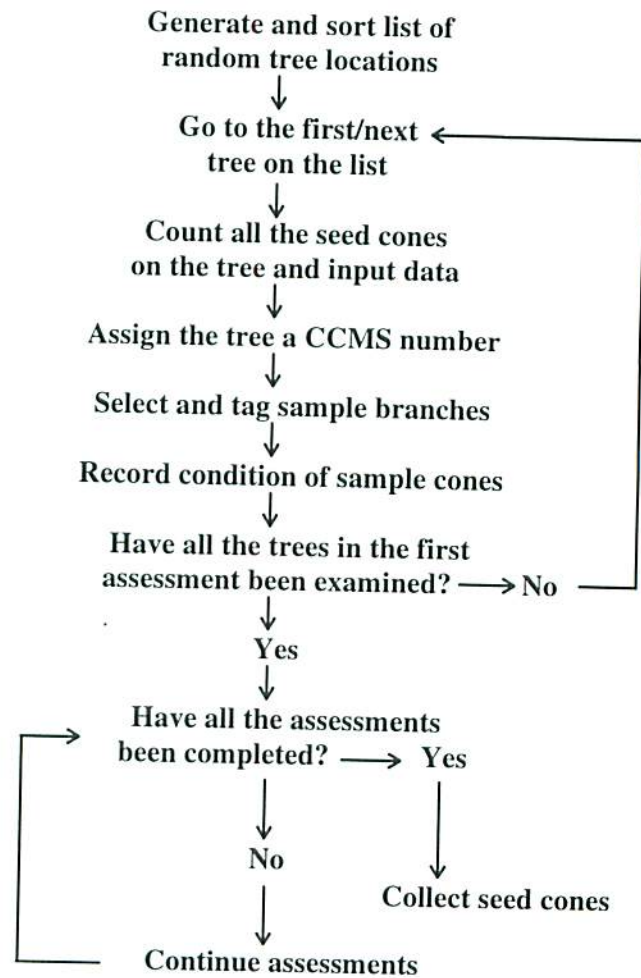 Generate and sort list of
random tree locations
Go to the first/next
tree on the list
Count all the seed cones
on the tree and input data
Assign the tree a CCMS number
Select and tag sample branches
Record condition of sample cones
Have all the trees in the first
assessment been examined? No
Yes
Have all the assessments
been completed? Yes
No
Collect seed cones
Continue assessments